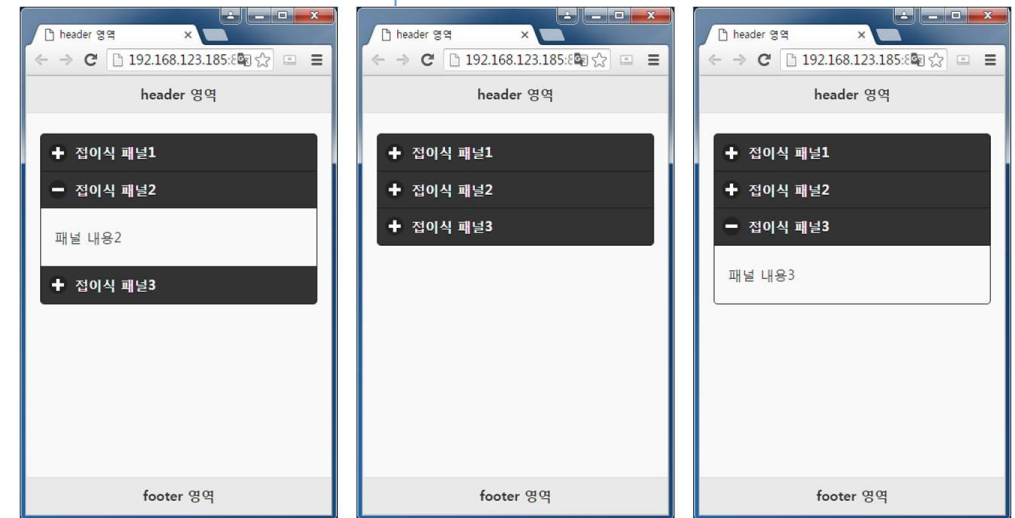 header 영역
192.168.123.185:8
header 영역
접이식 패널1
접이식 패널2
패널 내용2
접이식 패널3
footer 영역
header 영역
192.168.123.185:8
header 영역
접이식 패널1
접이식 패널2
접이식 패널3
footer 영역
header 영역
192.168.123.185:8
header 영역
접이식 패널1
접이식 패널2
접이식 패널3
패널 내용3
footer 영역